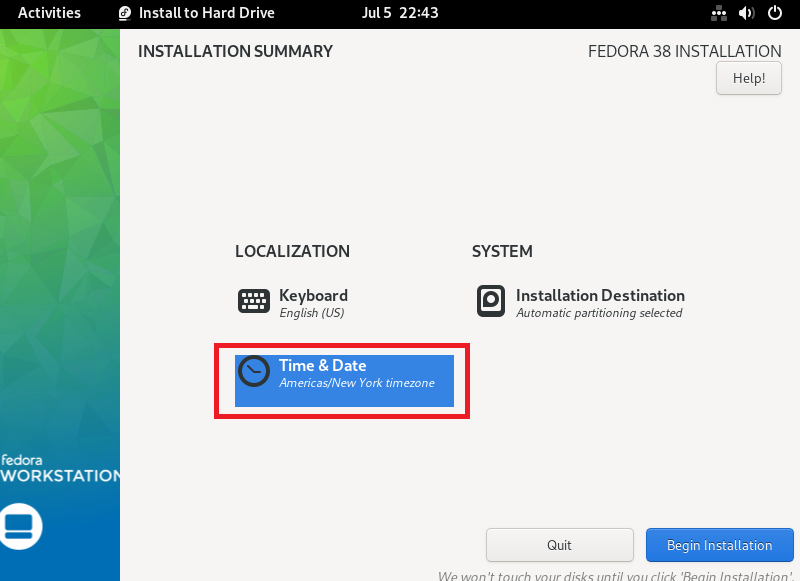 Activities
Install to Hard Drive
Jul 5 22:43
INSTALLATION SUMMARY
FEDORA 38 INSTALLATION
Help!
LOCALIZATION
SYSTEM
Keyboard
English (US)
Installation Destination
Automatic partitioning selected
Time & Date
Americas/New York timezone
fedora
WORKSTATION
Quit
Begin Installation
We won't touch your disks until you click 'Begin Installation'.